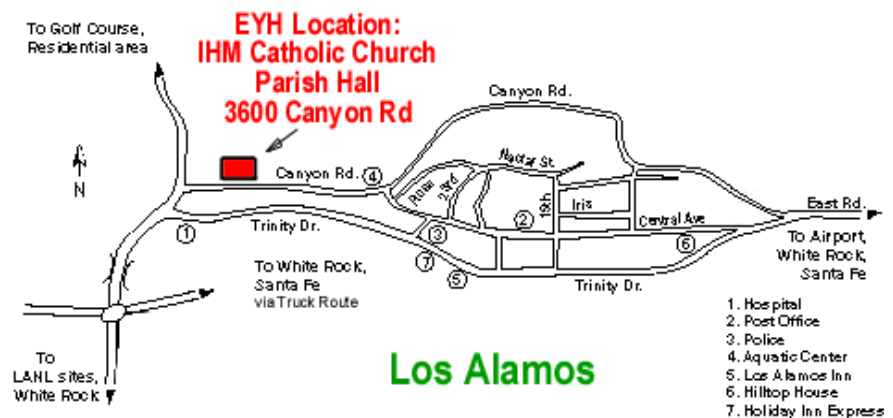 EYH Location:
IHM Catholic Church
Parish Hall
3600 Canyon Rd
To Golf Course,
Residential area
N
Canyon Rd.
Canyon Rd.
4
Nectar St.
Rose
23rd
19th
Iris
2
Central Ave
East Rd.
1
Trinity Dr.
3
7
5
6
Trinity Dr.
To Airport,
White Rock,
Santa Fe
To White Rock,
Santa Fe
via Truck Route
To
LANL sites,
White Rock
Los Alamos
1. Hospital
2. Post Office
3. Police
4. Aquatic Center
5. Los Alamos Inn
6. Hilltop House
7. Holiday Inn Express